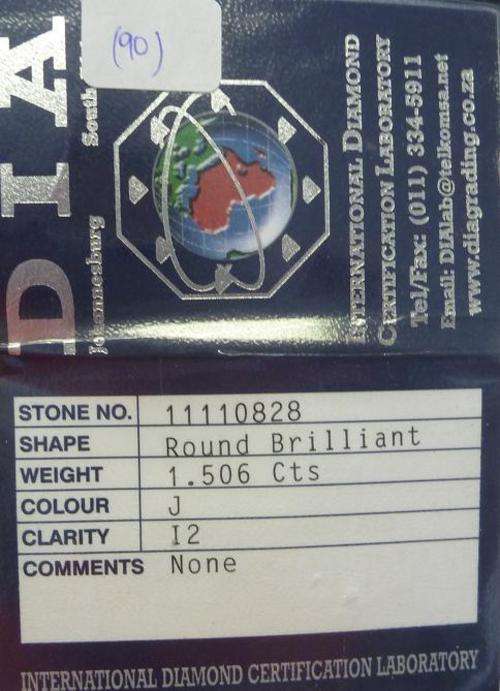 (90)
DIA
Johannesburg
South
INTERNATIONAL DIAMOND
CERTIFICATION LABORATORY
Tel/Fax: (011) 334-5911
Email: DIAlab@telkomsa.net
www.diagrading.co.za
STONE NO. 11110828
SHAPE Round Brilliant
WEIGHT 1.506 Cts
COLOUR J
CLARITY I2
COMMENTS None
INTERNATIONAL DIAMOND CERTIFICATION LABORATORY